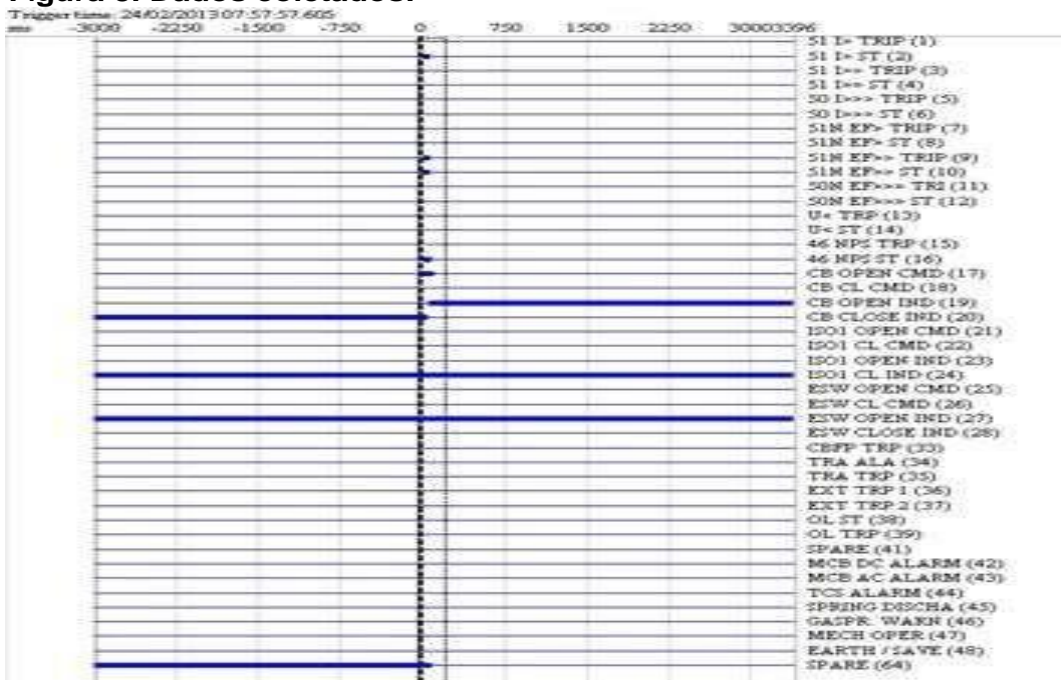 Figura 3. Dados coletados.
Trigger time: 24/02/2013 07:57:57.605
ms -3000 -2250 -1500 -750 0 750 1500 2250 3000
51 I> TRIP (1)
51 I> ST (2)
51 I>> TRIP (3)
51 I>> ST (4)
50 I>>> TRIP (5)
50 I>>> ST (6)
51N EF> TRIP (7)
51N EF> ST (8)
51N EF>> TRIP (9)
51N EF>> ST (10)
50N EF>>> TRI (11)
50N EF>>> ST (12)
U< TRP (13)
U< ST (14)
46 NPS TRP (15)
46 NPS ST (16)
CB OPEN CMD (17)
CB CL CMD (18)
CB OPEN IND (19)
CB CLOSE IND (20)
ISO1 OPEN CMD (21)
ISO1 CL CMD (22)
ISO1 OPEN IND (23)
ISO1 CL IND (24)
ESW OPEN CMD (25)
ESW CL CMD (26)
ESW OPEN IND (27)
ESW CLOSE IND (28)
CBFP TRP (33)
TRA ALA (34)
TRA TRP (35)
EXT TRP 1 (36)
EXT TRP 2 (37)
OL ST (38)
OL TRP (39)
SPARE (41)
MCB DC ALARM (42)
MCB AC ALARM (43)
TCS ALARM (44)
SPRING DISCHA (45)
GASPR. WARN (46)
MECH OPER (47)
EARTH / SAVE (48)
SPARE (64)